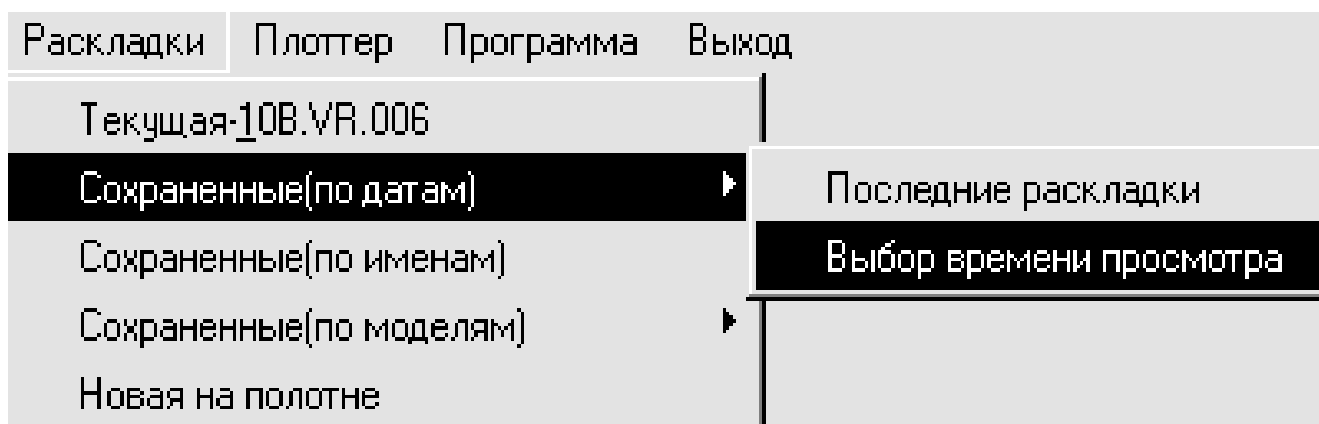 Раскладки Плоттер Программа Выход
Текущая-10B.VR.006
Сохраненные(по датам)
Последние раскладки
Сохраненные(по именам)
Выбор времени просмотра
Сохраненные(по моделям)
Новая на полотне